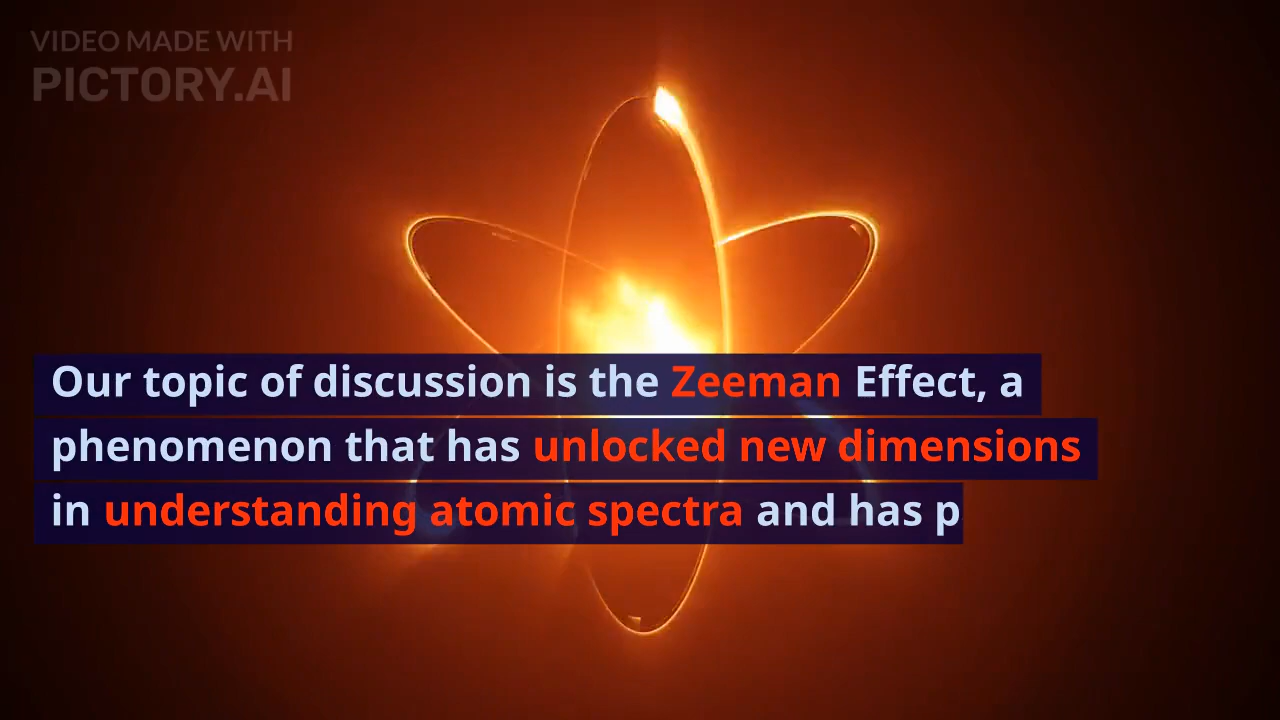 VIDEO MADE WITH
PICTORY.AI
Our topic of discussion is the Zeeman Effect, a
phenomenon that has unlocked new dimensions
in understanding atomic spectra and has p